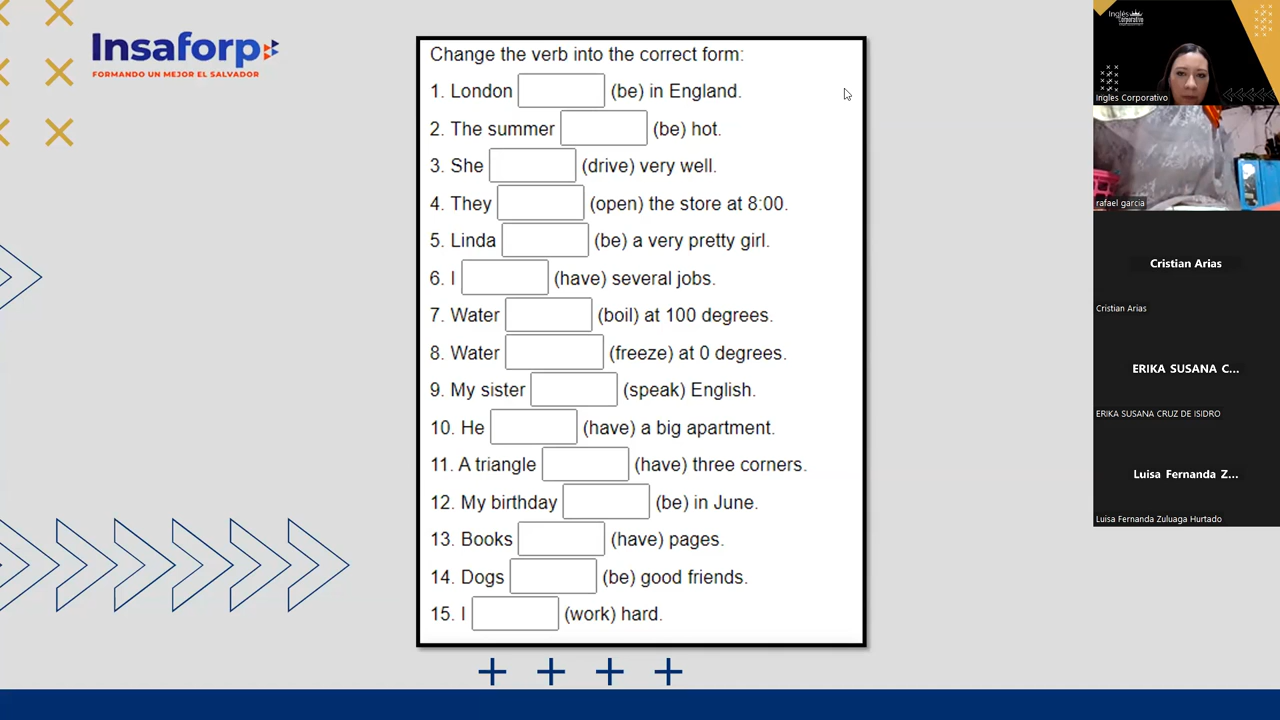 Insaforp
FORMANDO UN MEJOR EL SALVADOR
Change the verb into the correct form:
1. London (be) in England.
2. The summer (be) hot.
3. She (drive) very well.
4. They (open) the store at 8:00.
5. Linda (be) a very pretty girl.
6. I (have) several jobs.
7. Water (boil) at 100 degrees.
8. Water (freeze) at 0 degrees.
9. My sister (speak) English.
10. He (have) a big apartment.
11. A triangle (have) three corners.
12. My birthday (be) in June.
13. Books (have) pages.
14. Dogs (be) good friends.
15. I (work) hard.
Inglés
Corporativo
Ingles Corporativo
rafael garcia
Cristian Arias
Cristian Arias
ERIKA SUSANA C...
ERIKA SUSANA CRUZ DE ISIDRO
Luisa Fernanda Z...
Luisa Fernanda Zuluaga Hurtado